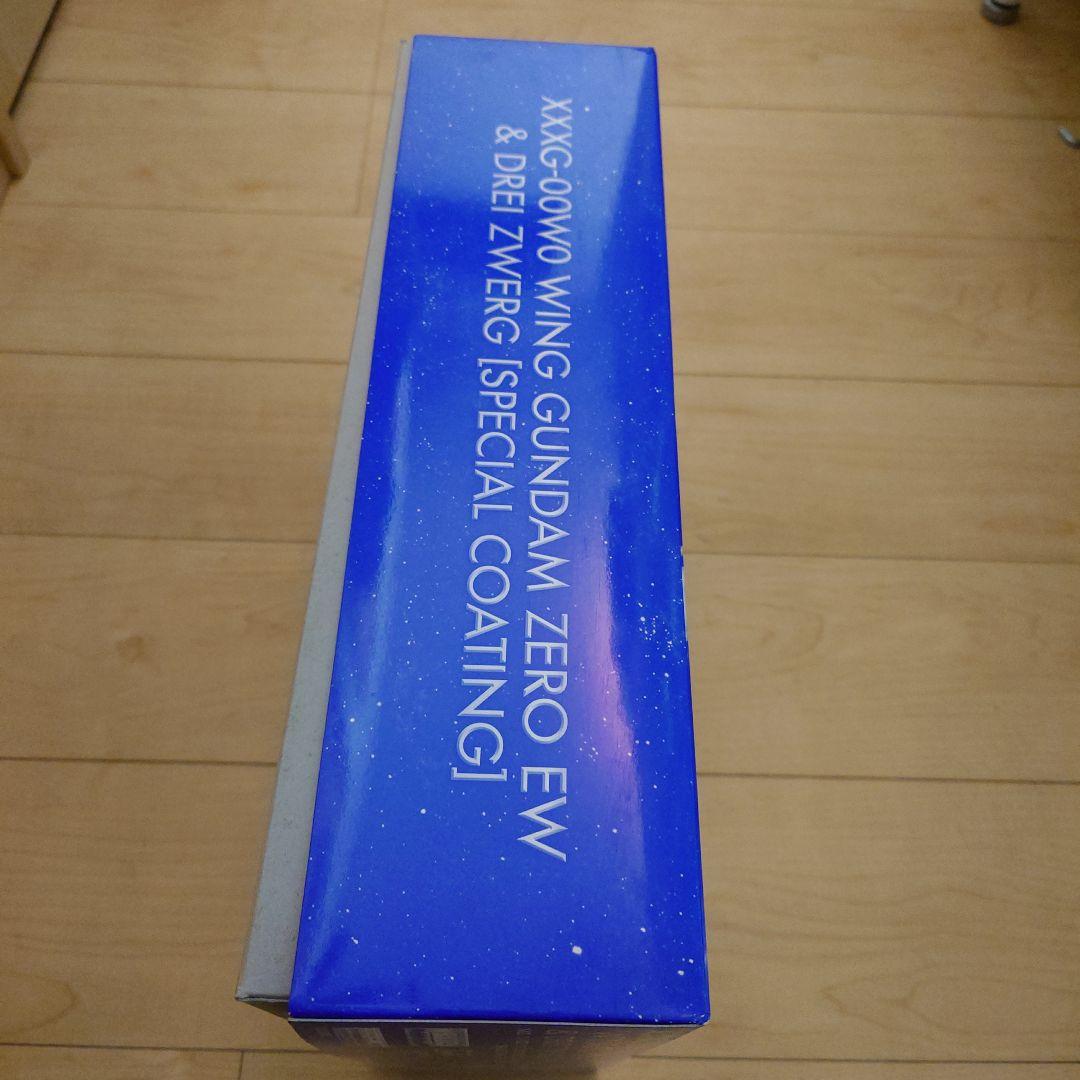 XXXG-00W0 WING GUNDAM ZERO EW
& DREI ZWERG [SPECIAL COATING]